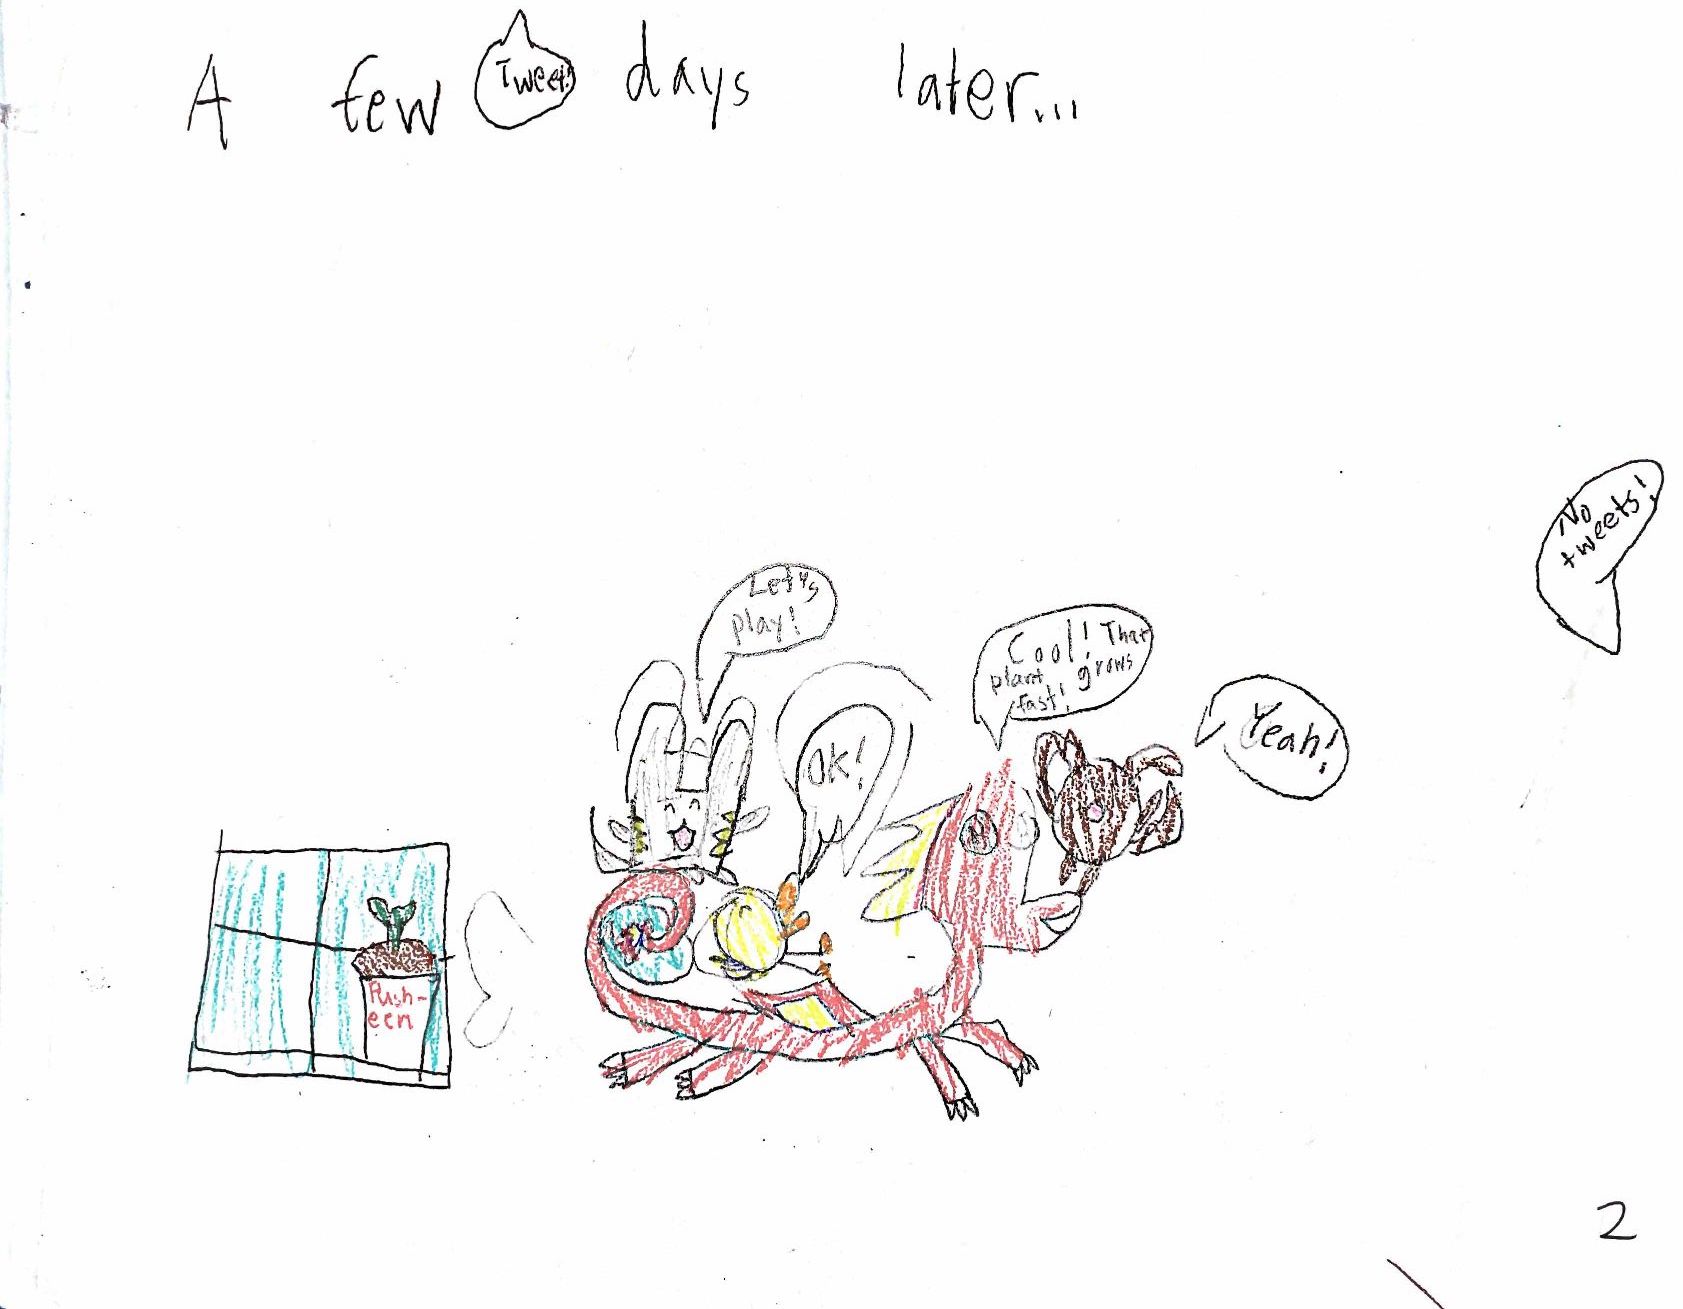 A few days later...
Tweet!
No
tweets!
Let's
play!
Cool! That
plant grows
fast!
Yeah!
OK!
Push-
een
2